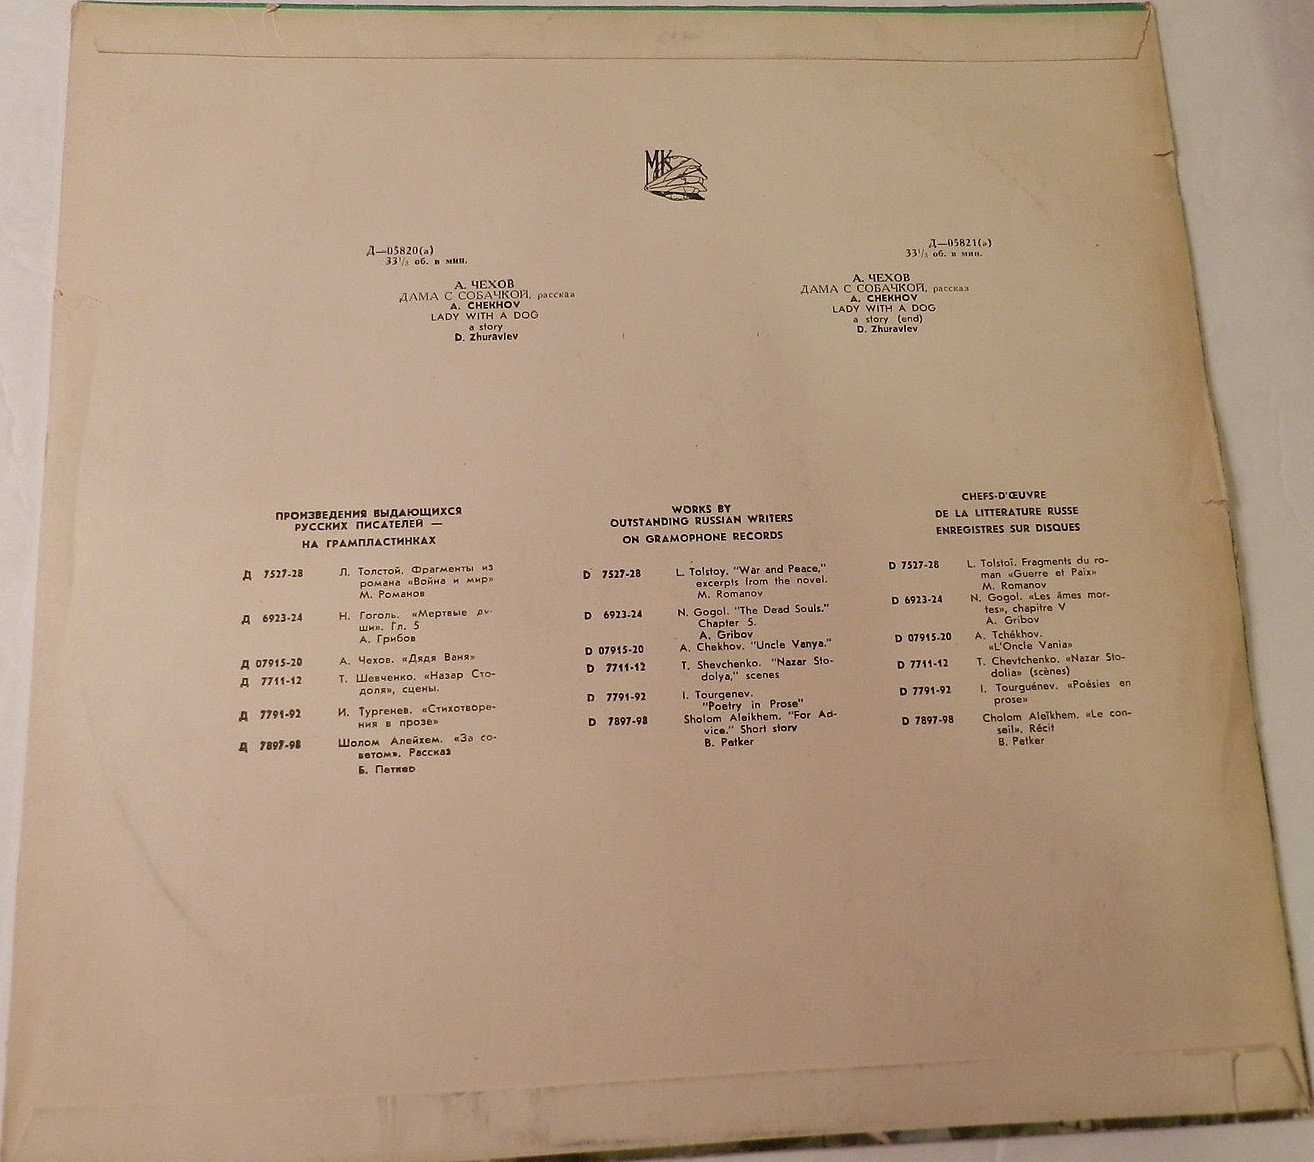 МК
Д—05820(а)
33¹/₃ об. в мин.
А. ЧЕХОВ
ДАМА С СОБАЧКОЙ, рассказ
A. CHEKHOV
LADY WITH A DOG
a story
D. Zhuravlev
Д—05821(а)
33¹/₃ об. в мин.
А. ЧЕХОВ
ДАМА С СОБАЧКОЙ, рассказ
A. CHEKHOV
LADY WITH A DOG
a story (end)
D. Zhuravlev
ПРОИЗВЕДЕНИЯ ВЫДАЮЩИХСЯ
РУССКИХ ПИСАТЕЛЕЙ —
НА ГРАМПЛАСТИНКАХ
Д 7527-28 Л. Толстой. Фрагменты из
романа «Война и мир»
М. Романов
Д 6923-24 Н. Гоголь. «Мертвые ду-
ши». Гл. 5
А. Грибов
Д 07915-20 А. Чехов. «Дядя Ваня»
Д 7711-12 Т. Шевченко. «Назар Сто-
доля», сцены.
Д 7791-92 И. Тургенев. «Стихотворе-
ния в прозе»
Д 7897-98 Шолом Алейхем. «За со-
ветом». Рассказ
Б. Петкер
WORKS BY
OUTSTANDING RUSSIAN WRITERS
ON GRAMOPHONE RECORDS
D 7527-28 L. Tolstoy. "War and Peace,"
excerpts from the novel.
M. Romanov
D 6923-24 N. Gogol. "The Dead Souls."
Chapter 5.
A. Gribov
D 07915-20 A. Chekhov. "Uncle Vanya."
D 7711-12 T. Shevchenko. "Nazar Sto-
dolya," scenes
D 7791-92 I. Tourgenev.
"Poetry in Prose"
D 7897-98 Sholom Aleikhem. "For Ad-
vice." Short story
B. Petker
CHEFS-D'ŒUVRE
DE LA LITTERATURE RUSSE
ENREGISTRES SUR DISQUES
D 7527-28 L. Tolstoï. Fragments du ro-
man «Guerre et Paix»
M. Romanov
D 6923-24 N. Gogol. «Les âmes mor-
tes», chapitre V
A. Gribov
D 07915-20 A. Tchékhov.
«L'Oncle Vania»
D 7711-12 T. Chevtchenko. «Nazar Sto-
dolia» (scènes)
D 7791-92 I. Tourguénev. «Poésies en
prose»
D 7897-98 Cholom Aleïkhem. «Le con-
seil». Récit
B. Petker